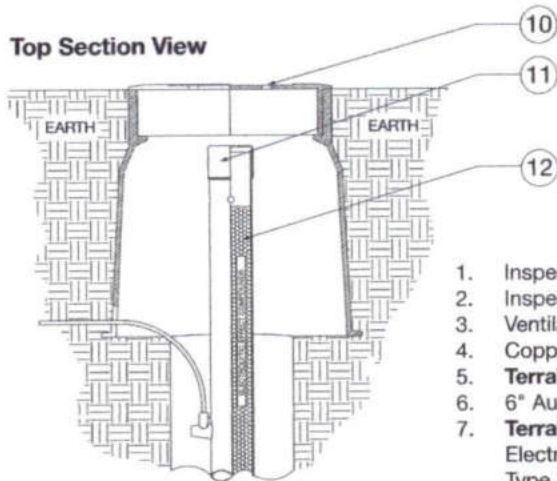 Top Section View
10
11
12
EARTH
EARTH
1. Inspe
2. Inspe
3. Ventil
4. Copp
5. Terra
6. 6" Au
7. Terra
Electr
Type